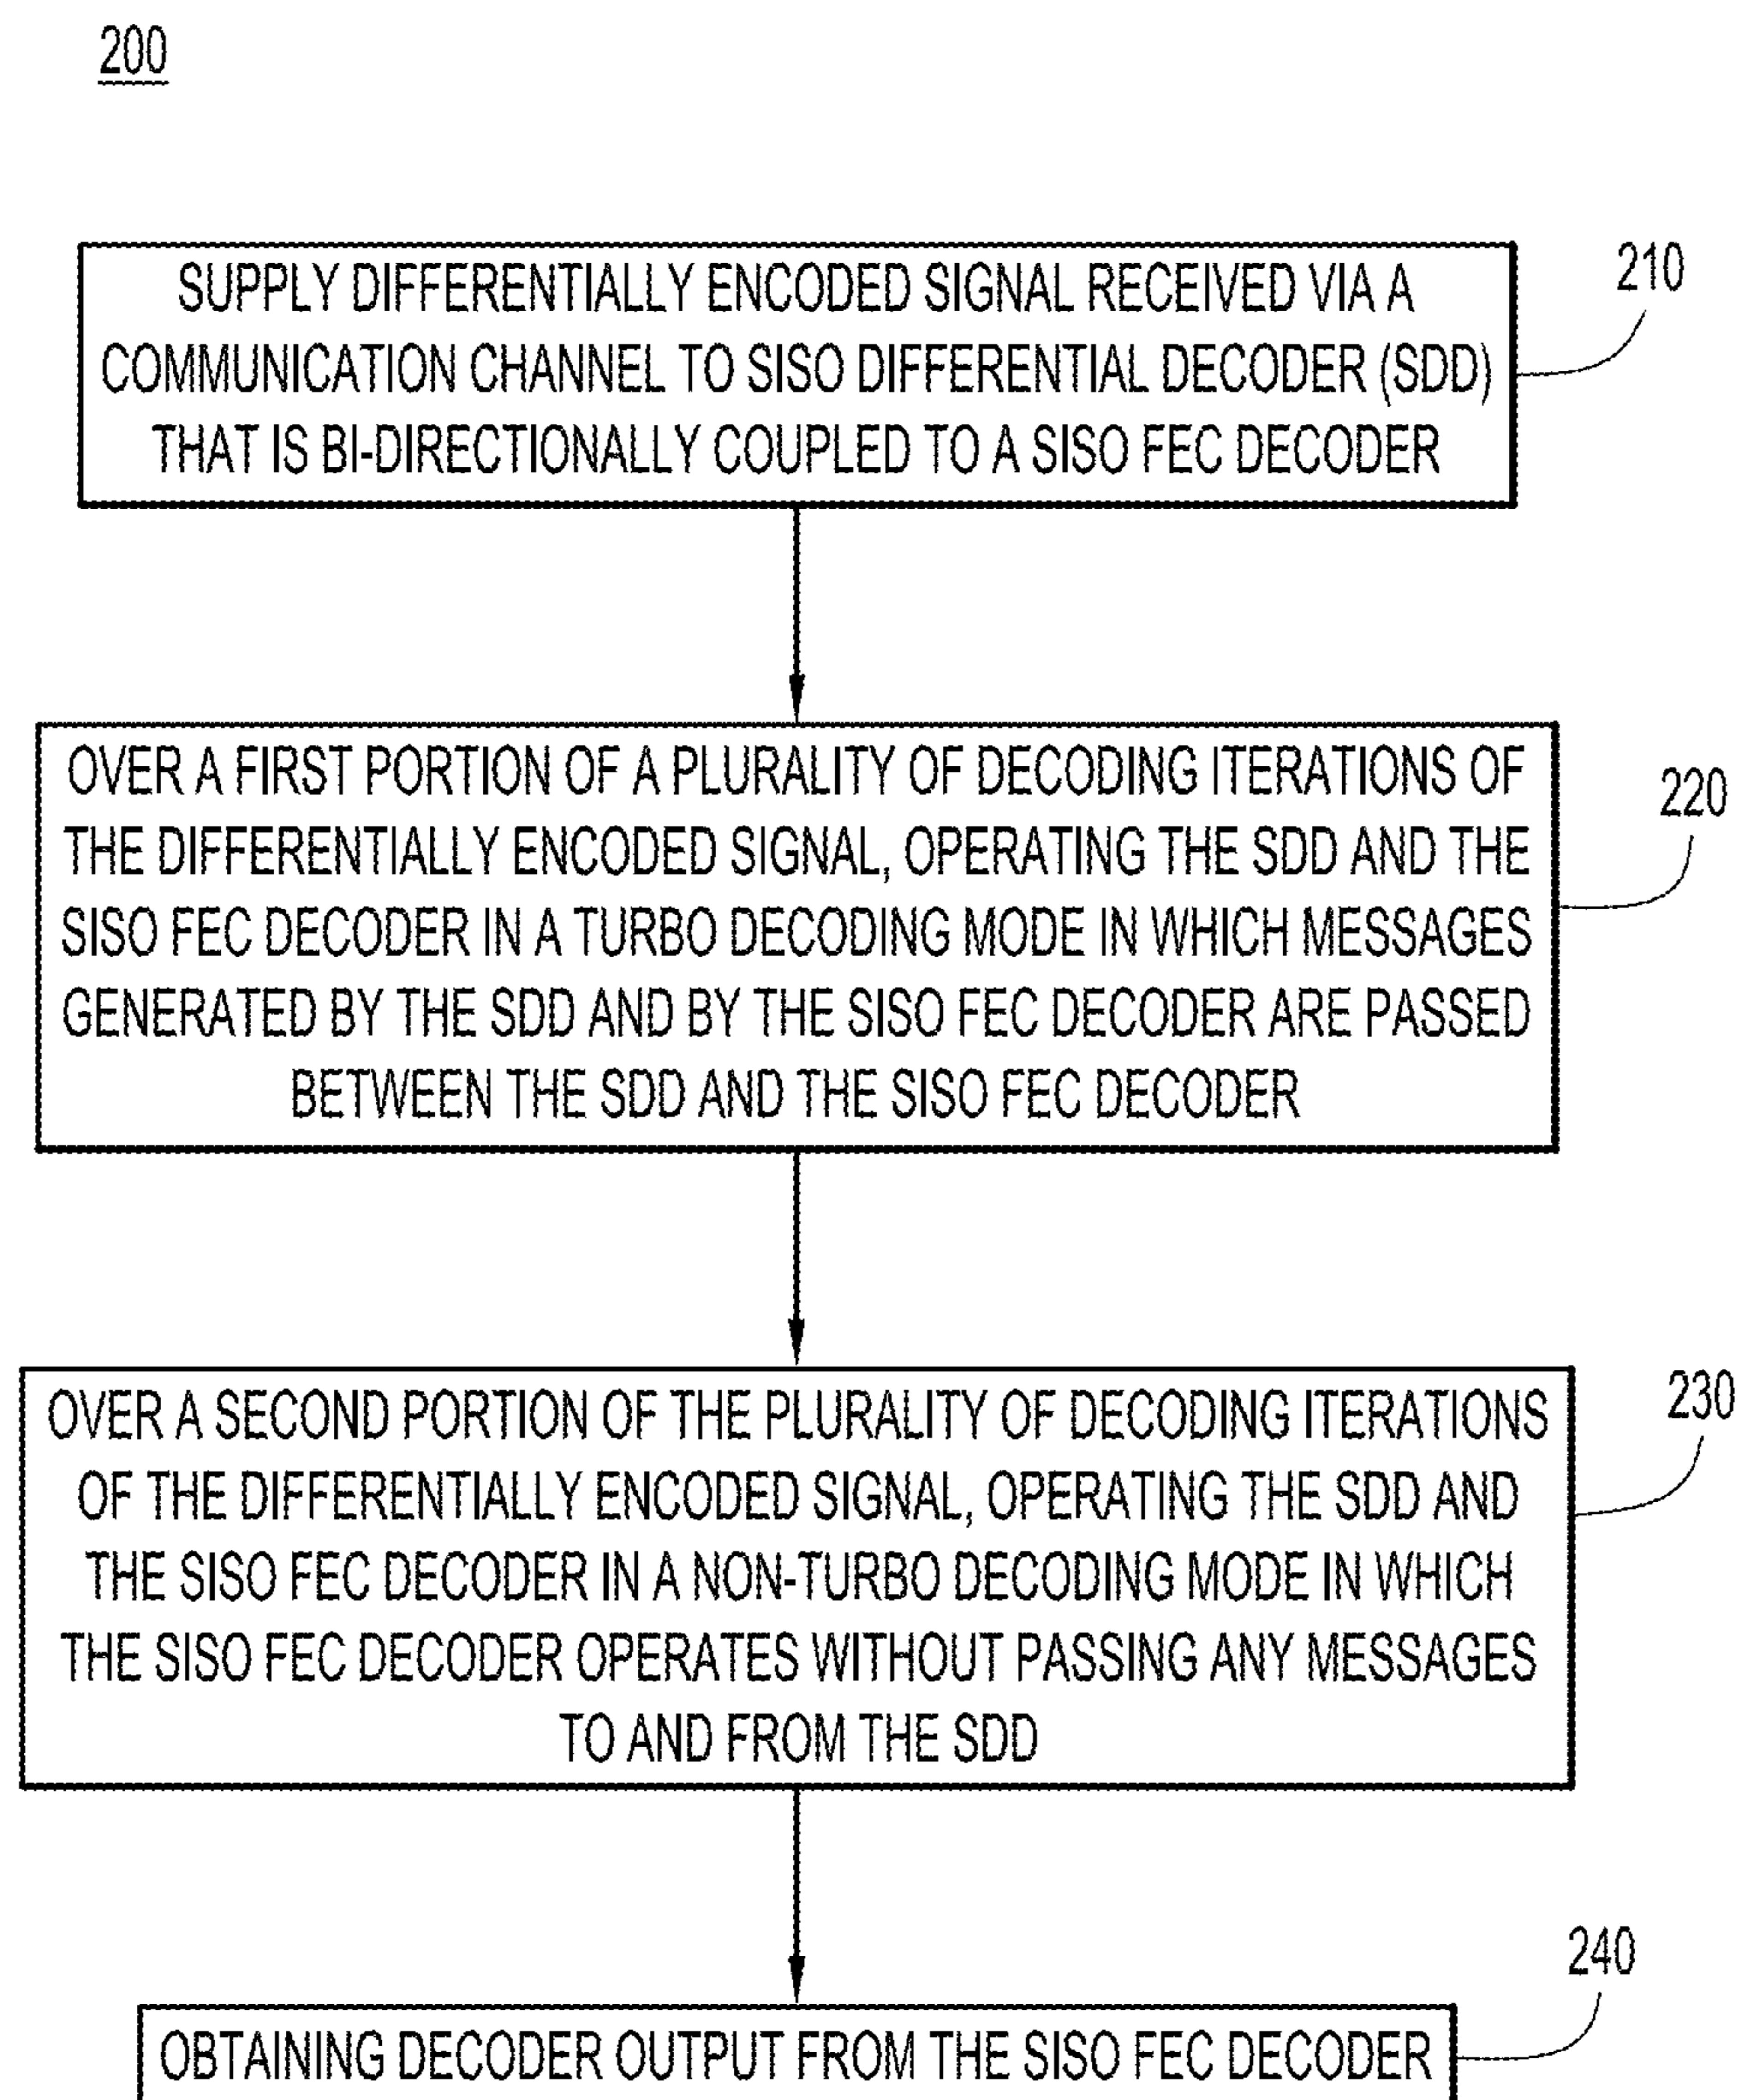 200
SUPPLY DIFFERENTIALLY ENCODED SIGNAL RECEIVED VIA A
COMMUNICATION CHANNEL TO SISO DIFFERENTIAL DECODER (SDD)
THAT IS BI-DIRECTIONALLY COUPLED TO A SISO FEC DECODER
210
OVER A FIRST PORTION OF A PLURALITY OF DECODING ITERATIONS OF
THE DIFFERENTIALLY ENCODED SIGNAL, OPERATING THE SDD AND THE
SISO FEC DECODER IN A TURBO DECODING MODE IN WHICH MESSAGES
GENERATED BY THE SDD AND BY THE SISO FEC DECODER ARE PASSED
BETWEEN THE SDD AND THE SISO FEC DECODER
220
OVER A SECOND PORTION OF THE PLURALITY OF DECODING ITERATIONS
OF THE DIFFERENTIALLY ENCODED SIGNAL, OPERATING THE SDD AND
THE SISO FEC DECODER IN A NON-TURBO DECODING MODE IN WHICH
THE SISO FEC DECODER OPERATES WITHOUT PASSING ANY MESSAGES
TO AND FROM THE SDD
230
OBTAINING DECODER OUTPUT FROM THE SISO FEC DECODER
240